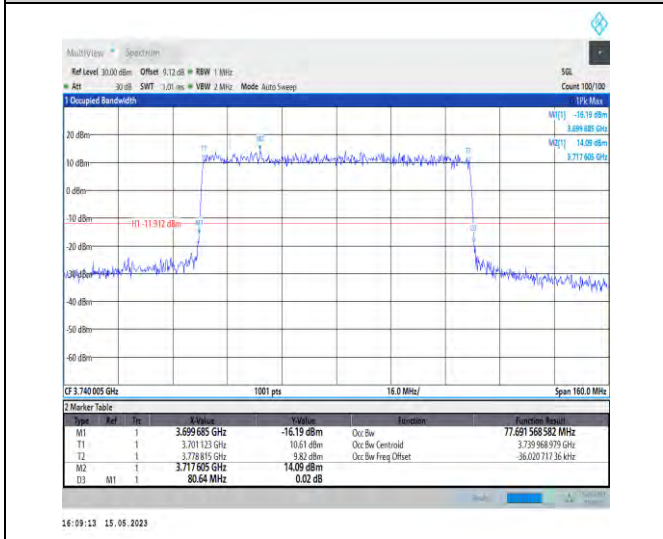 MultiView Spectrum
Ref Level 30.00 dBm Offset 9.12 dB RBW 1 MHz SGL
Att 30 dB SWT 1.01 ms VBW 2 MHz Mode Auto Sweep Count 100/100
1 Occupied Bandwidth 1Pk Max
M1[1] -16.19 dBm
3.699 685 GHz
M2[1] 14.09 dBm
3.717 605 GHz
20 dBm
10 dBm
0 dBm
-10 dBm
H1 -11.912 dBm
-20 dBm
-30 dBm
-40 dBm
-50 dBm
-60 dBm
T1
M2
T2
M1
D3
CF 3.740 005 GHz 1001 pts 16.0 MHz/ Span 160.0 MHz
2 Marker Table
Type Ref Trc X-Value Y-Value Function Function Result
M1 1 3.699 685 GHz -16.19 dBm Occ Bw 77.691 568 582 MHz
T1 1 3.701 123 GHz 10.61 dBm Occ Bw Centroid 3.739 968 979 GHz
T2 1 3.778 815 GHz 9.82 dBm Occ Bw Freq Offset -36.020 717 36 kHz
M2 1 3.717 605 GHz 14.09 dBm
D3 M1 1 80.64 MHz 0.02 dB
16:09:13 15.05.2023